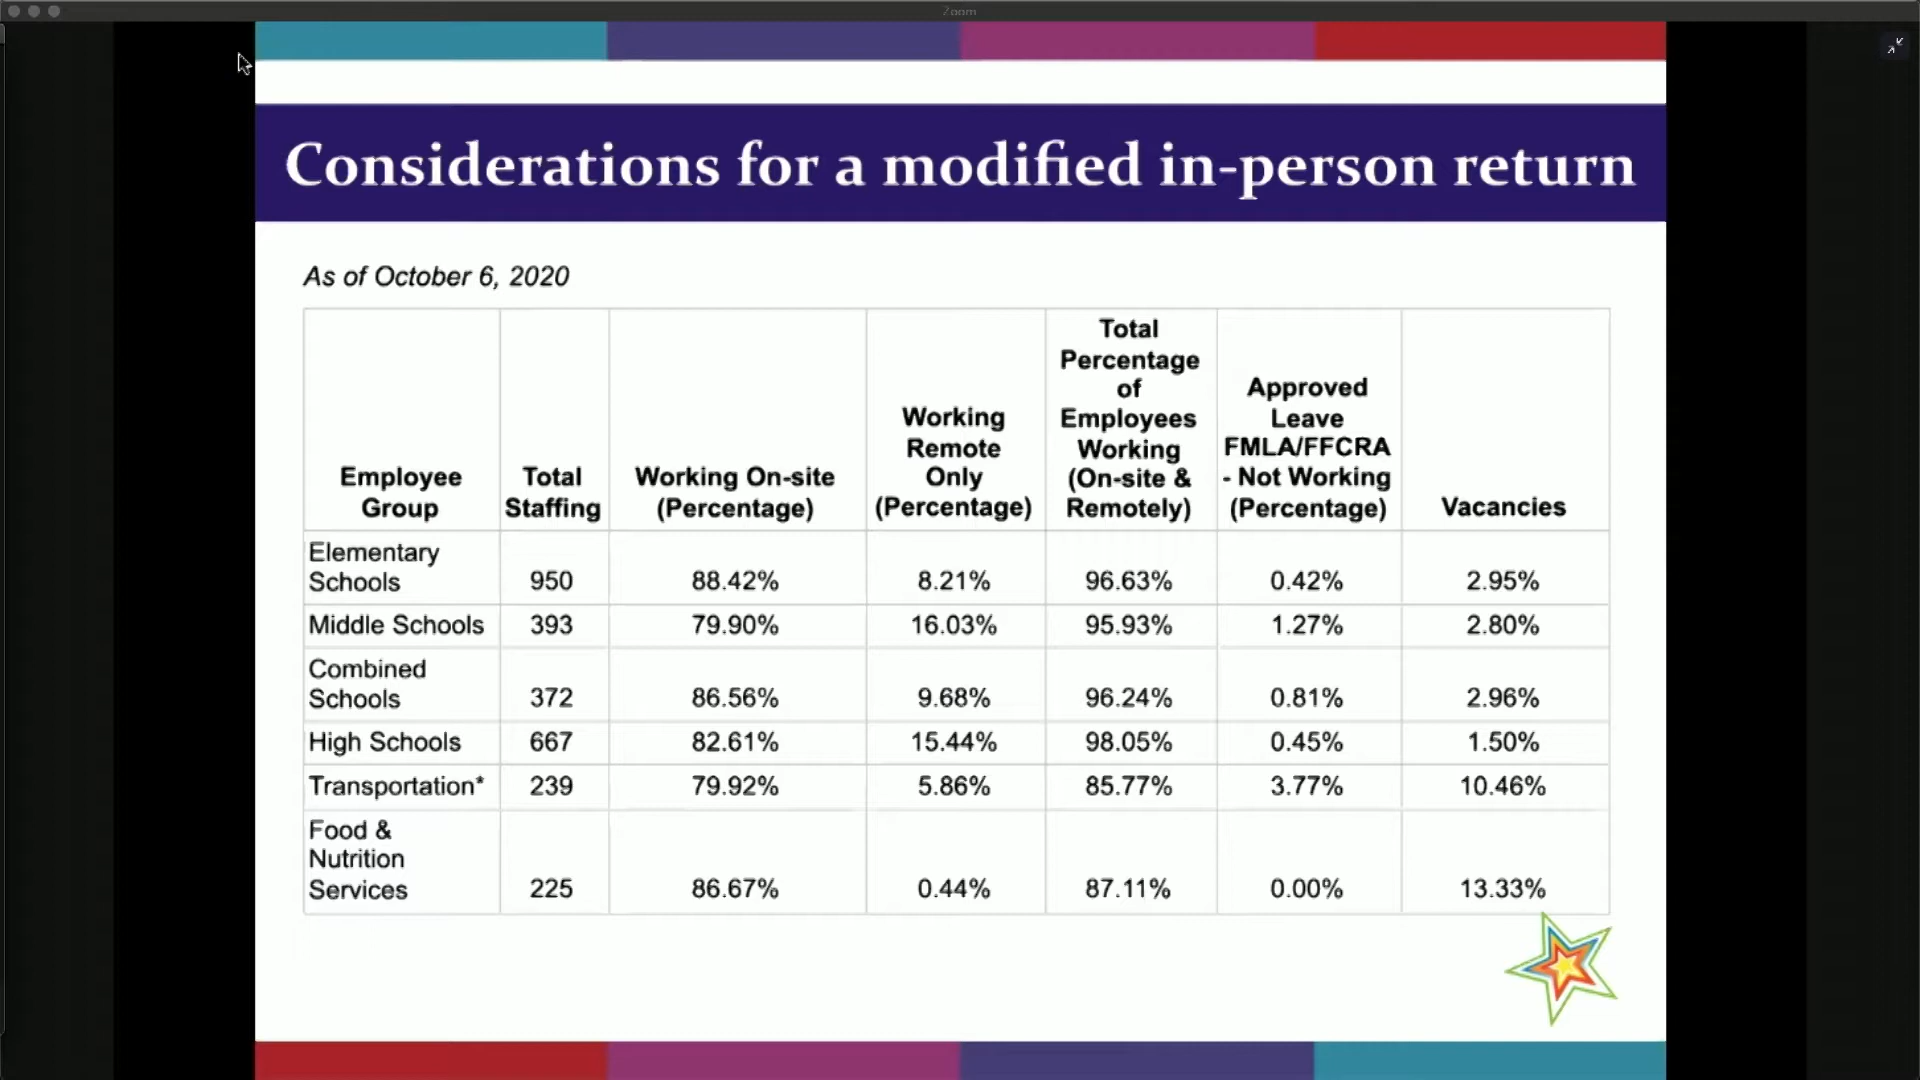 Zoom
Considerations for a modified in-person return
As of October 6, 2020
Employee Group | Total Staffing | Working On-site (Percentage) | Working Remote Only (Percentage) | Total Percentage of Employees Working (On-site & Remotely) | Approved Leave FMLA/FFCRA - Not Working (Percentage) | Vacancies
Elementary Schools | 950 | 88.42% | 8.21% | 96.63% | 0.42% | 2.95%
Middle Schools | 393 | 79.90% | 16.03% | 95.93% | 1.27% | 2.80%
Combined Schools | 372 | 86.56% | 9.68% | 96.24% | 0.81% | 2.96%
High Schools | 667 | 82.61% | 15.44% | 98.05% | 0.45% | 1.50%
Transportation* | 239 | 79.92% | 5.86% | 85.77% | 3.77% | 10.46%
Food & Nutrition Services | 225 | 86.67% | 0.44% | 87.11% | 0.00% | 13.33%